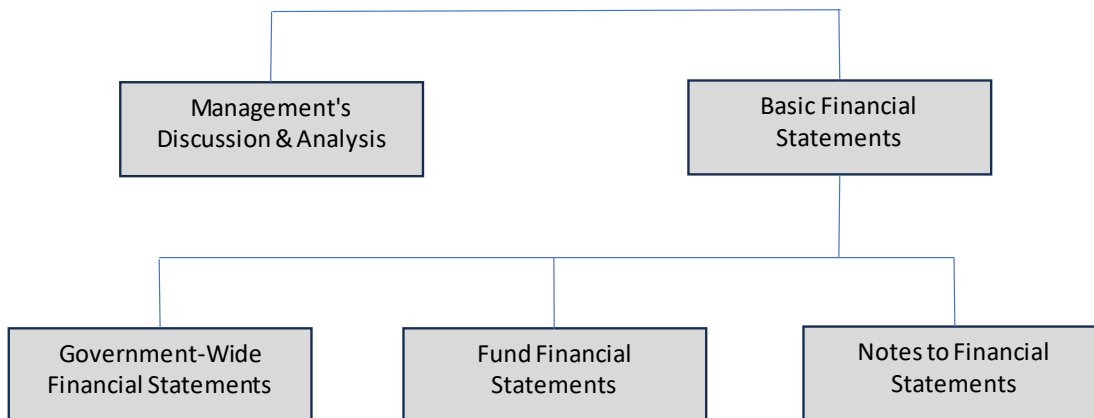 Management's
Discussion & Analysis
Basic Financial
Statements
Government-Wide
Financial Statements
Fund Financial
Statements
Notes to Financial
Statements